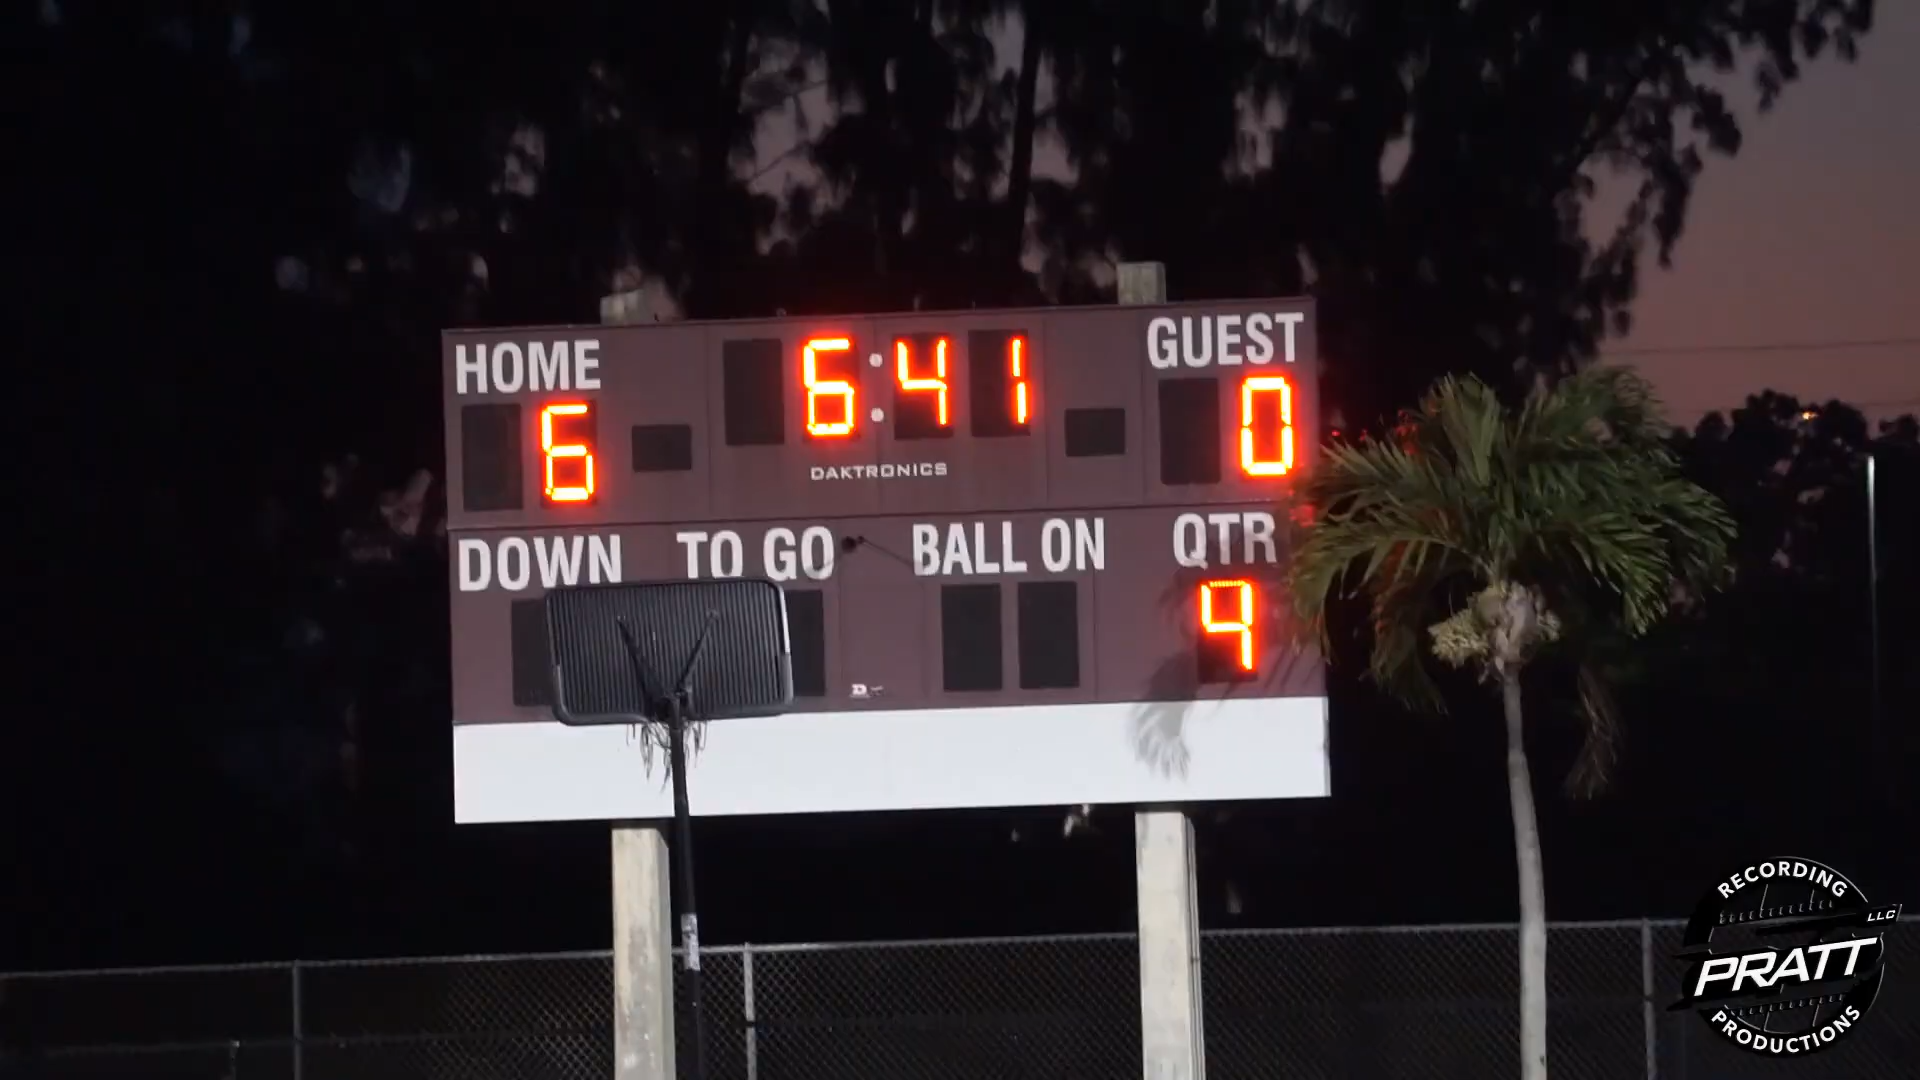 HOME 6:41 GUEST
6 0
DAKTRONICS
DOWN TO GO BALL ON QTR
4
RECORDING
LLC
PRATT
PRODUCTIONS